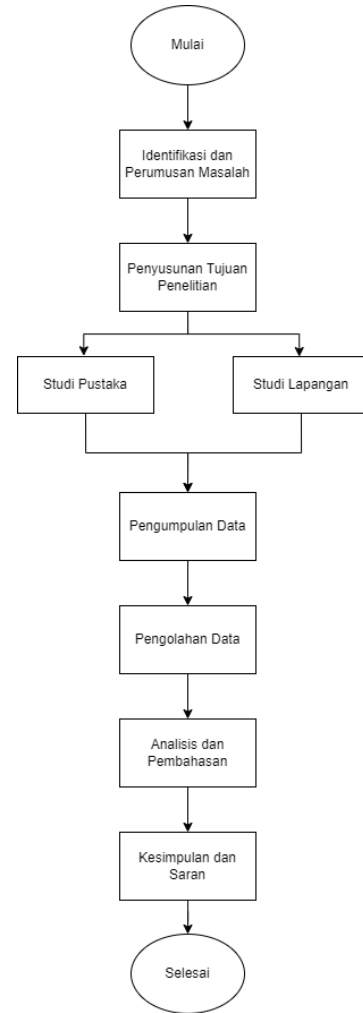 Mulai
Identifikasi dan
Perumusan Masalah
Penyusunan Tujuan
Penelitian
Studi Pustaka
Studi Lapangan
Pengumpulan Data
Pengolahan Data
Analisis dan
Pembahasan
Kesimpulan dan
Saran
Selesai